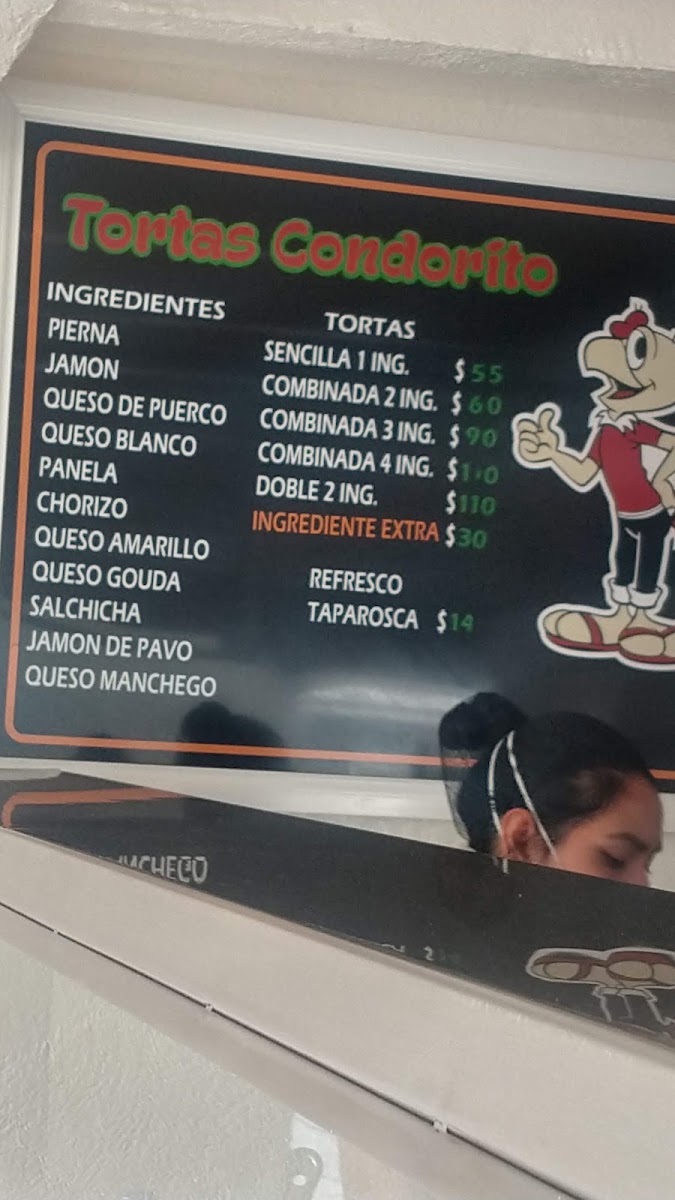 Tortas Condorito
INGREDIENTES
PIERNA
JAMON
QUESO DE PUERCO
QUESO BLANCO
PANELA
CHORIZO
QUESO AMARILLO
QUESO GOUDA
SALCHICHA
JAMON DE PAVO
QUESO MANCHEGO
TORTAS
SENCILLA 1 ING. $55
COMBINADA 2 ING. $60
COMBINADA 3 ING. $90
COMBINADA 4 ING.
DOBLE 2 ING. $110
INGREDIENTE EXTRA $30
REFRESCO
TAPAROSCA $14